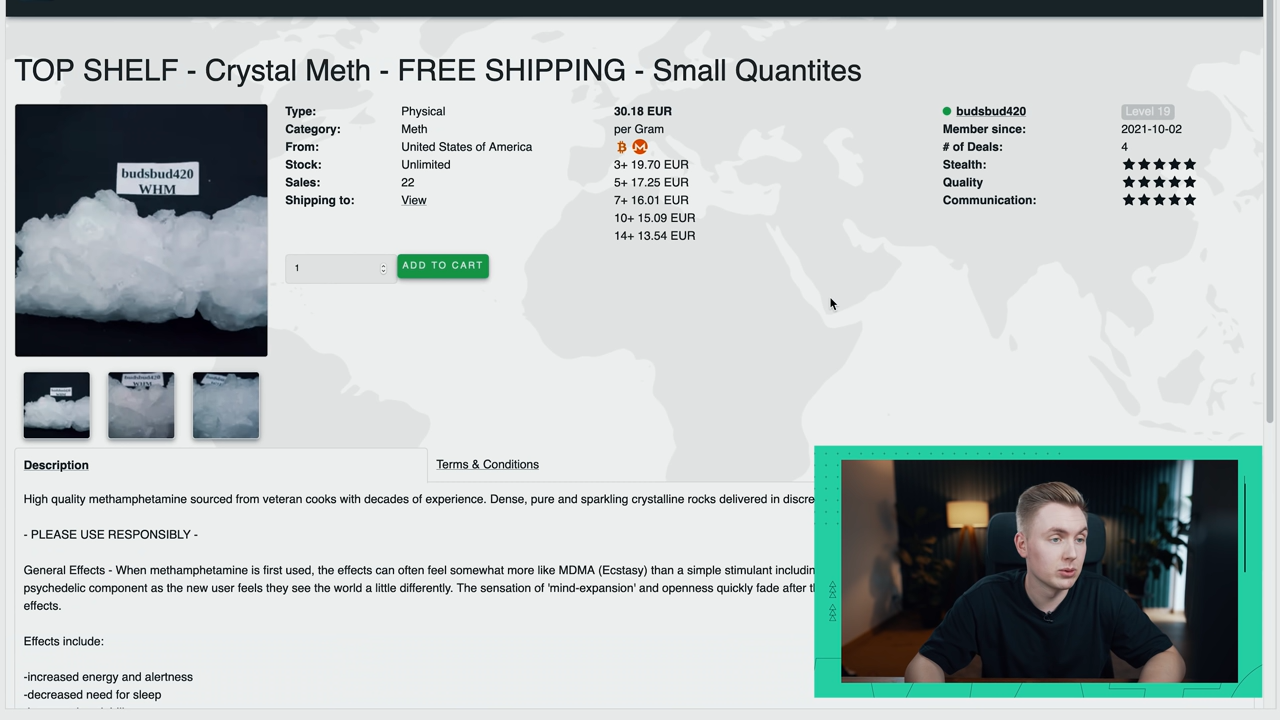 TOP SHELF - Crystal Meth - FREE SHIPPING - Small Quantites
budsbud420
WHM
Type: Physical
Category: Meth
From: United States of America
Stock: Unlimited
Sales: 22
Shipping to: View
30.18 EUR
per Gram
3+ 19.70 EUR
5+ 17.25 EUR
7+ 16.01 EUR
10+ 15.09 EUR
14+ 13.54 EUR
budsbud420 Level 19
Member since: 2021-10-02
# of Deals: 4
Stealth:
Quality
Communication:
1 ADD TO CART
Description
Terms & Conditions
High quality methamphetamine sourced from veteran cooks with decades of experience. Dense, pure and sparkling crystalline rocks delivered in discre
- PLEASE USE RESPONSIBLY -
General Effects - When methamphetamine is first used, the effects can often feel somewhat more like MDMA (Ecstasy) than a simple stimulant includin
psychedelic component as the new user feels they see the world a little differently. The sensation of 'mind-expansion' and openness quickly fade after th
effects.
Effects include:
-increased energy and alertness
-decreased need for sleep